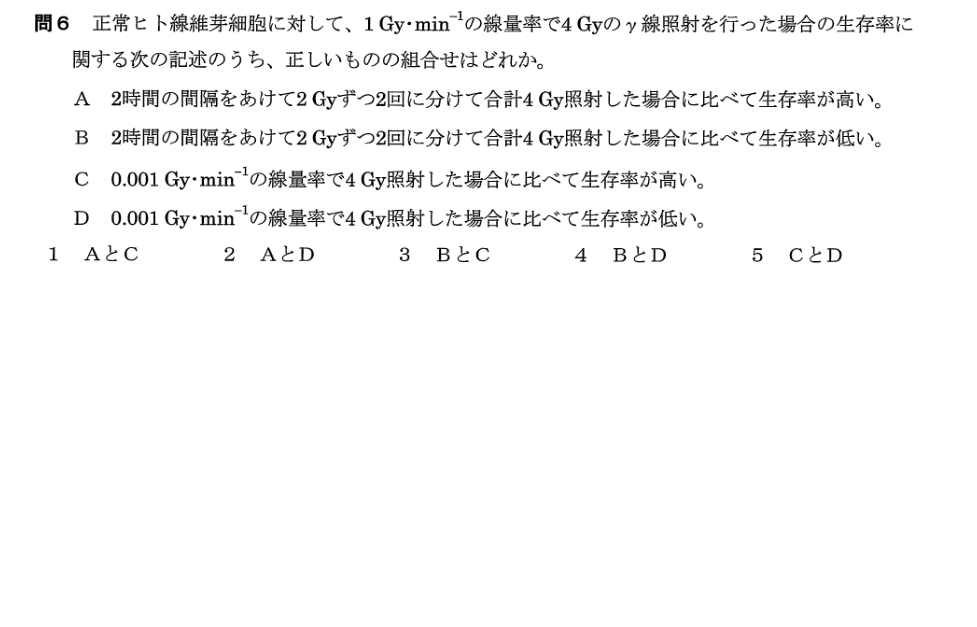 問6　正常ヒト線維芽細胞に対して、1 Gy·min⁻¹の線量率で4 Gyのγ線照射を行った場合の生存率に
関する次の記述のうち、正しいものの組合せはどれか。
A　2時間の間隔をあけて2 Gyずつ2回に分けて合計4 Gy照射した場合に比べて生存率が高い。
B　2時間の間隔をあけて2 Gyずつ2回に分けて合計4 Gy照射した場合に比べて生存率が低い。
C　0.001 Gy·min⁻¹の線量率で4 Gy照射した場合に比べて生存率が高い。
D　0.001 Gy·min⁻¹の線量率で4 Gy照射した場合に比べて生存率が低い。
1　AとC　　2　AとD　　3　BとC　　4　BとD　　5　CとD